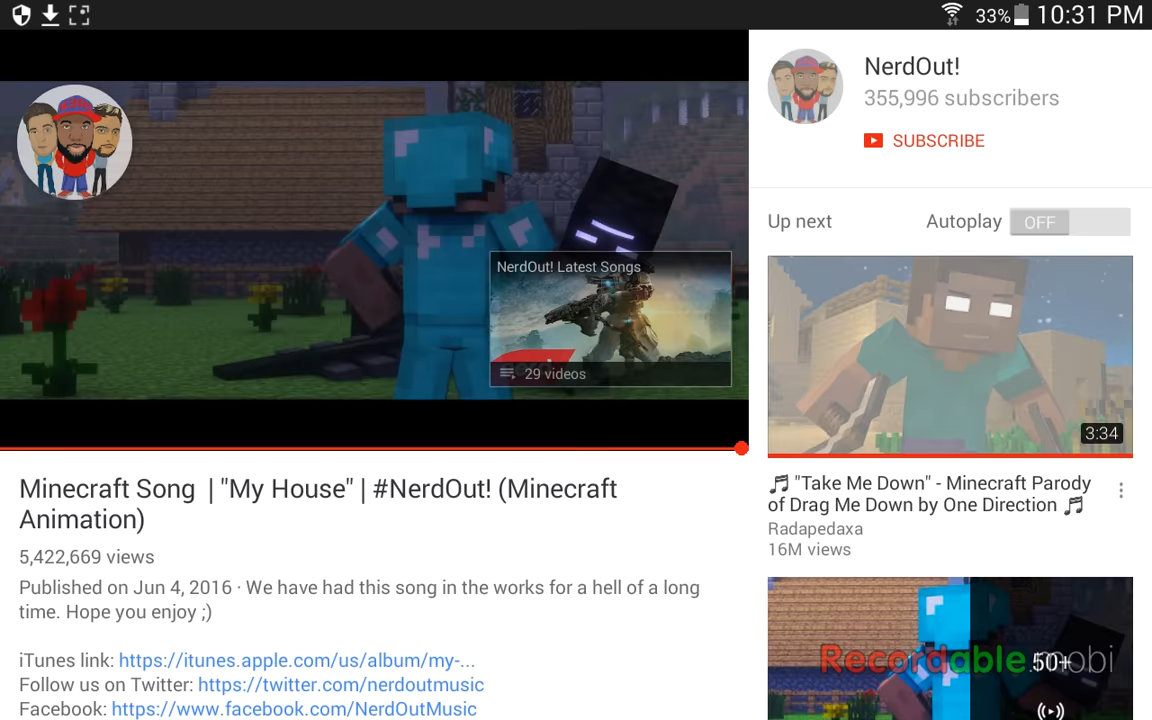 33% 10:31 PM
NerdOut! Latest Songs
29 videos
Minecraft Song | "My House" | #NerdOut! (Minecraft
Animation)
5,422,669 views
Published on Jun 4, 2016 · We have had this song in the works for a hell of a long
time. Hope you enjoy ;)
iTunes link: https://itunes.apple.com/us/album/my-...
Follow us on Twitter: https://twitter.com/nerdoutmusic
Facebook: https://www.facebook.com/NerdOutMusic
NerdOut!
355,996 subscribers
SUBSCRIBE
Up next Autoplay OFF
3:34
🎵 "Take Me Down" - Minecraft Parody
of Drag Me Down by One Direction 🎵
Radapedaxa
16M views
Recordable.mobi
50+